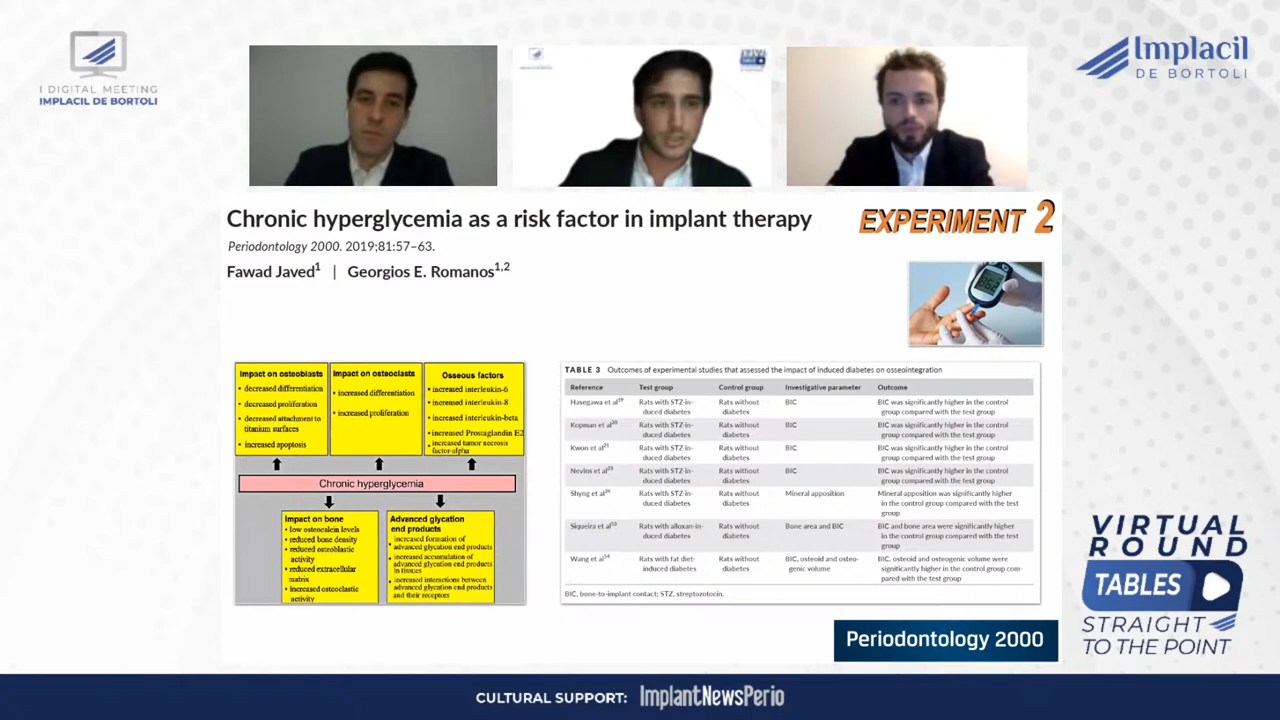 I DIGITAL MEETING
IMPLACIL DE BORTOLI
Implacil
DE BORTOLI
Chronic hyperglycemia as a risk factor in implant therapy
EXPERIMENT 2
Periodontology 2000. 2019;81:57–63.
Fawad Javed1 | Georgios E. Romanos1,2
Impact on osteoblasts
• decreased differentiation
• decreased proliferation
• decreased attachment to
titanium surfaces
• increased apoptosis
Impact on osteoclasts
• increased differentiation
• increased proliferation
Osseous factors
• increased interleukin-6
• increased interleukin-8
• increased interleukin-beta
• increased Prostaglandin E2
• increased tumor necrosis
factor-alpha
Chronic hyperglycemia
Impact on bone
• low osteocalcin levels
• reduced bone density
• reduced osteoblastic
activity
• reduced extracellular
matrix
• increased osteoclastic
activity
Advanced glycation
end products
• increased formation of
advanced glycation end products
• increased accumulation of
advanced glycation end products
in tissues
• increased interactions between
advanced glycation end products
and their receptors
TABLE 3 Outcomes of experimental studies that assessed the impact of induced diabetes on osseointegration
Reference Test group Control group Investigative parameter Outcome
Hasegawa et al Rats with STZ-in- Rats without BIC BIC was significantly higher in the control
duced diabetes diabetes group compared with the test group
Kopman et al Rats with STZ-in- Rats without BIC BIC was significantly higher in the control
duced diabetes diabetes group compared with the test group
Kwon et al Rats with STZ-in- Rats without BIC BIC was significantly higher in the control
duced diabetes diabetes group compared with the test group
Nevins et al Rats with STZ-in- Rats without BIC BIC was significantly higher in the control
duced diabetes diabetes group compared with the test group
Shyng et al Rats with STZ-in- Rats without Mineral apposition Mineral apposition was significantly higher
duced diabetes diabetes in the control group compared with the test
group
Siqueira et al Rats with alloxan-in- Rats without Bone area and BIC BIC and bone area were significantly higher
duced diabetes diabetes in the control group compared with the test
group
Wang et al Rats with fat diet- Rats without BIC, osteoid and osteo- BIC, osteoid and osteogenic volume were
induced diabetes diabetes genic volume significantly higher in the control group com-
pared with the test group
BIC, bone-to-implant contact; STZ, streptozotocin.
Periodontology 2000
VIRTUAL
ROUND
TABLES
STRAIGHT
TO THE POINT
CULTURAL SUPPORT: ImplantNewsPerio